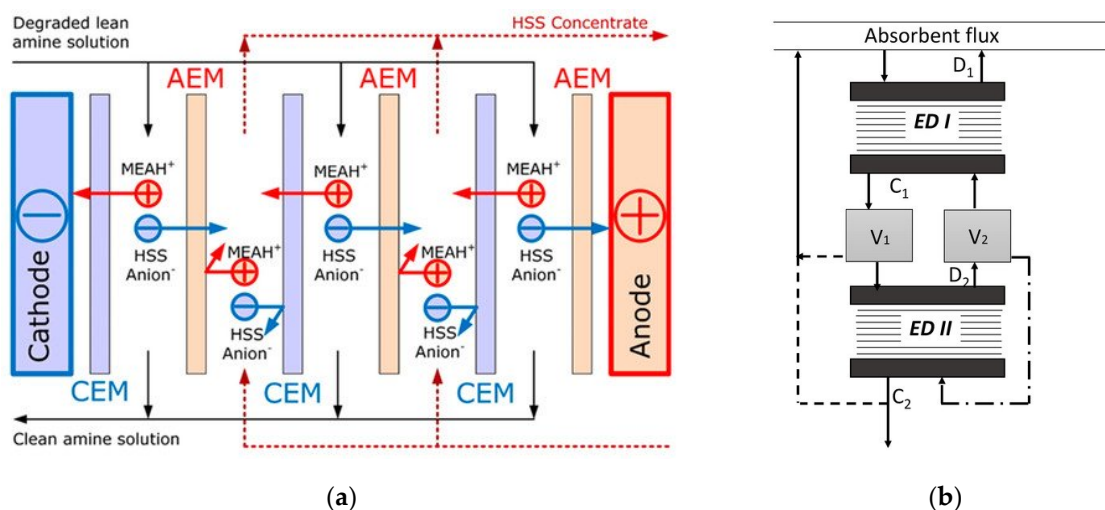 Degraded lean
amine solution
HSS Concentrate
AEM
AEM
AEM
Cathode
MEAH⁺
HSS
Anion⁻
MEAH⁺
HSS
Anion⁻
MEAH⁺
HSS
Anion⁻
MEAH⁺
HSS
Anion⁻
MEAH⁺
HSS
Anion⁻
Anode
CEM
CEM
CEM
Clean amine solution
(a)
Absorbent flux
D₁
ED I
C₁
V₁
V₂
D₂
ED II
C₂
(b)